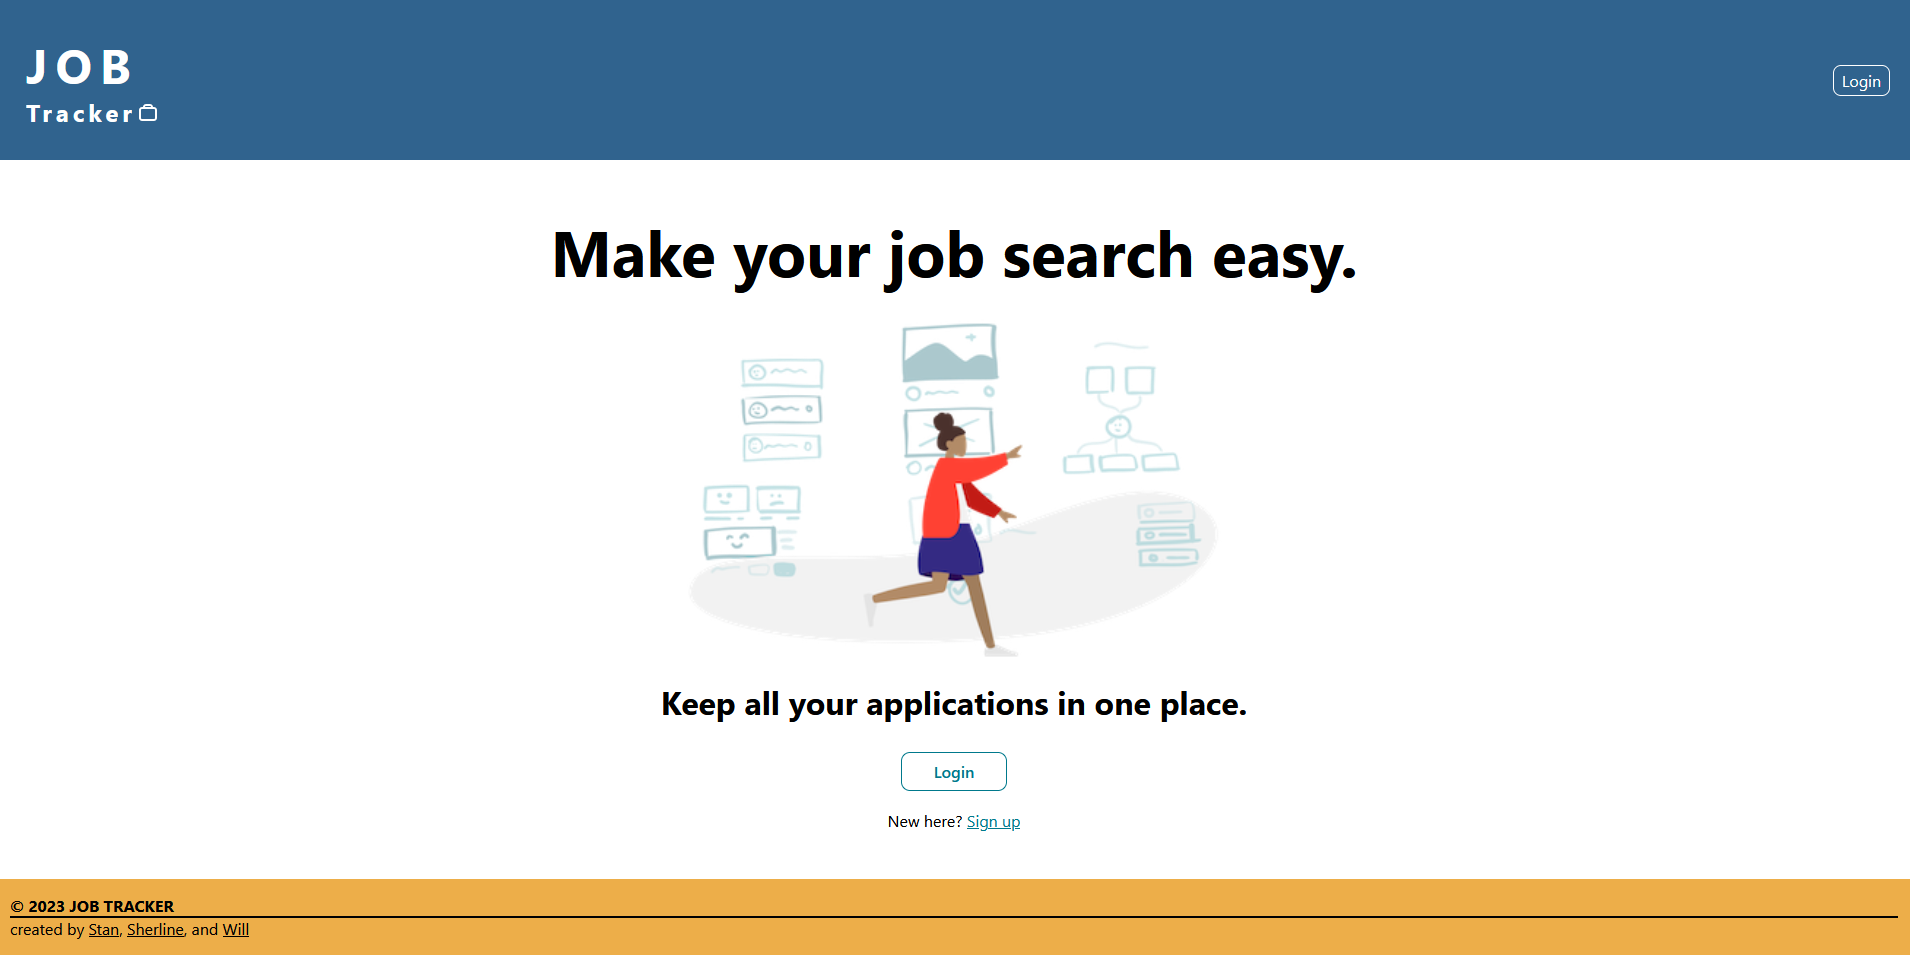 JOB
Tracker
Login
Make your job search easy.
Keep all your applications in one place.
Login
New here? Sign up
© 2023 JOB TRACKER
created by Stan, Sherline, and Will